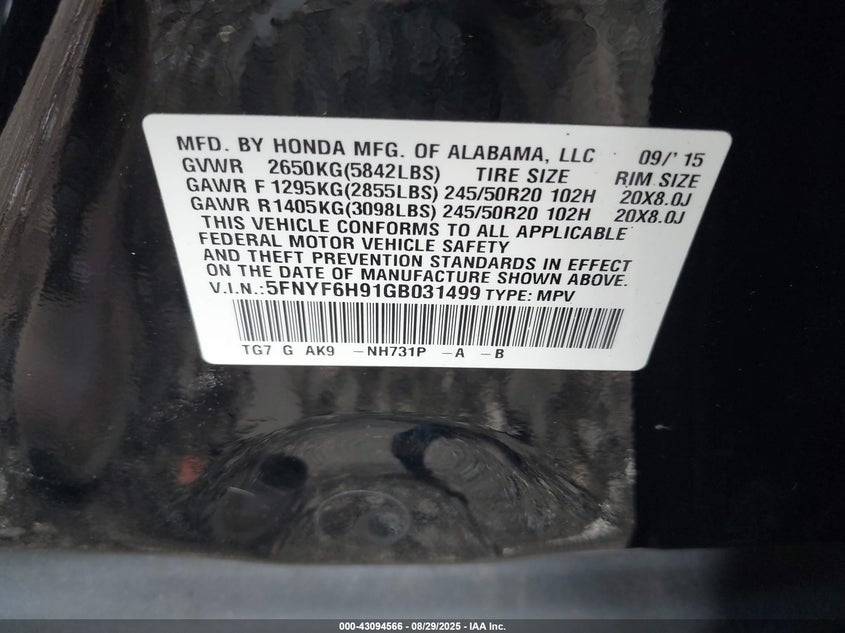 MFD. BY HONDA MFG. OF ALABAMA, LLC 09/' 15
GVWR 2650KG(5842LBS) TIRE SIZE RIM SIZE
GAWR F 1295KG(2855LBS) 245/50R20 102H 20X8.0J
GAWR R1405KG(3098LBS) 245/50R20 102H 20X8.0J
THIS VEHICLE CONFORMS TO ALL APPLICABLE
FEDERAL MOTOR VEHICLE SAFETY
AND THEFT PREVENTION STANDARDS IN EFFECT
ON THE DATE OF MANUFACTURE SHOWN ABOVE.
V.I.N.:5FNYF6H91GB031499 TYPE: MPV
TG7 G AK9 -NH731P -A -B
000-43094566 | 08/29/2025 - IAA Inc.